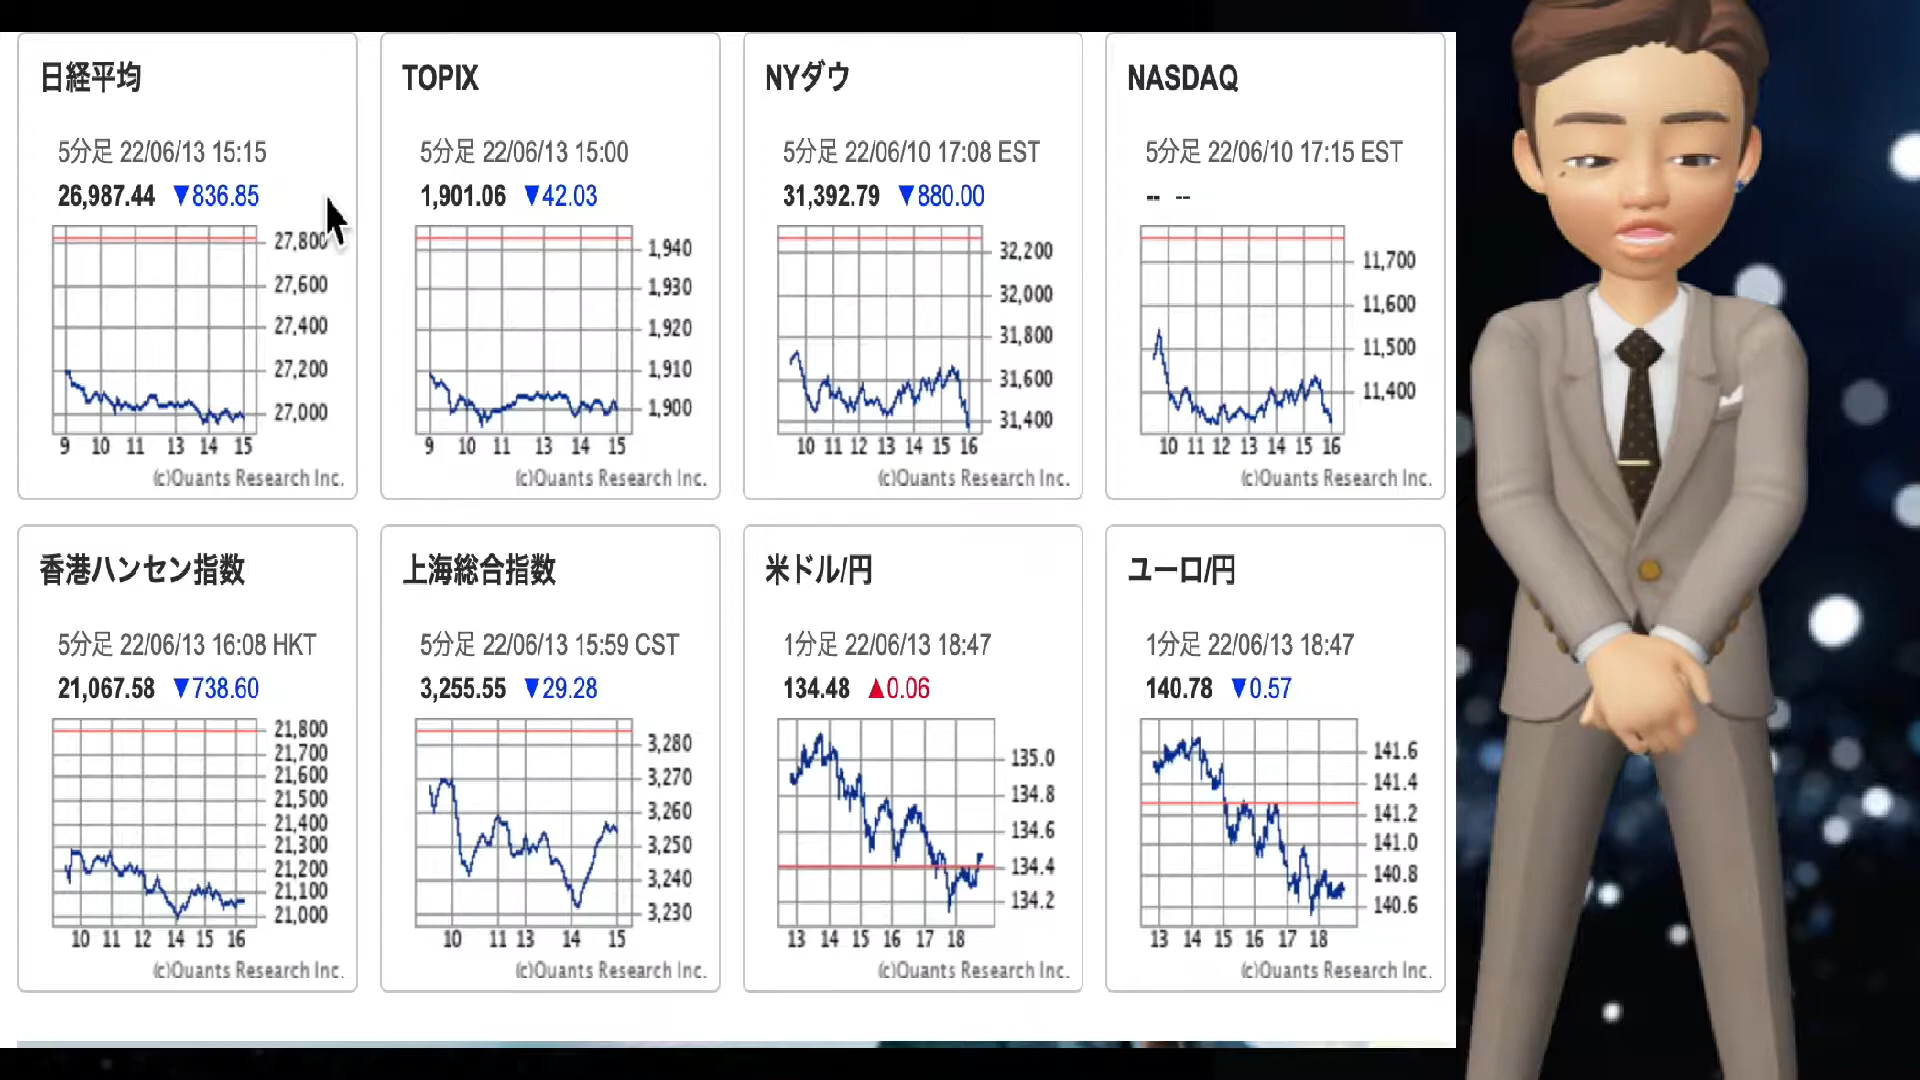 日経平均
5分足 22/06/13 15:15
26,987.44 ▼836.85
27,800
27,600
27,400
27,200
27,000
9 10 11 13 14 15
(c)Quants Research Inc.
TOPIX
5分足 22/06/13 15:00
1,901.06 ▼42.03
1,940
1,930
1,920
1,910
1,900
9 10 11 13 14 15
(c)Quants Research Inc.
NYダウ
5分足 22/06/10 17:08 EST
31,392.79 ▼880.00
32,200
32,000
31,800
31,600
31,400
10 11 12 13 14 15 16
(c)Quants Research Inc.
NASDAQ
5分足 22/06/10 17:15 EST
-- --
11,700
11,600
11,500
11,400
10 11 12 13 14 15 16
(c)Quants Research Inc.
香港ハンセン指数
5分足 22/06/13 16:08 HKT
21,067.58 ▼738.60
21,800
21,700
21,600
21,500
21,400
21,300
21,200
21,100
21,000
10 11 12 14 15 16
(c)Quants Research Inc.
上海総合指数
5分足 22/06/13 15:59 CST
3,255.55 ▼29.28
3,280
3,270
3,260
3,250
3,240
3,230
10 11 13 14 15
(c)Quants Research Inc.
米ドル/円
1分足 22/06/13 18:47
134.48 ▲0.06
135.0
134.8
134.6
134.4
134.2
13 14 15 16 17 18
(c)Quants Research Inc.
ユーロ/円
1分足 22/06/13 18:47
140.78 ▼0.57
141.6
141.4
141.2
141.0
140.8
140.6
13 14 15 16 17 18
(c)Quants Research Inc.